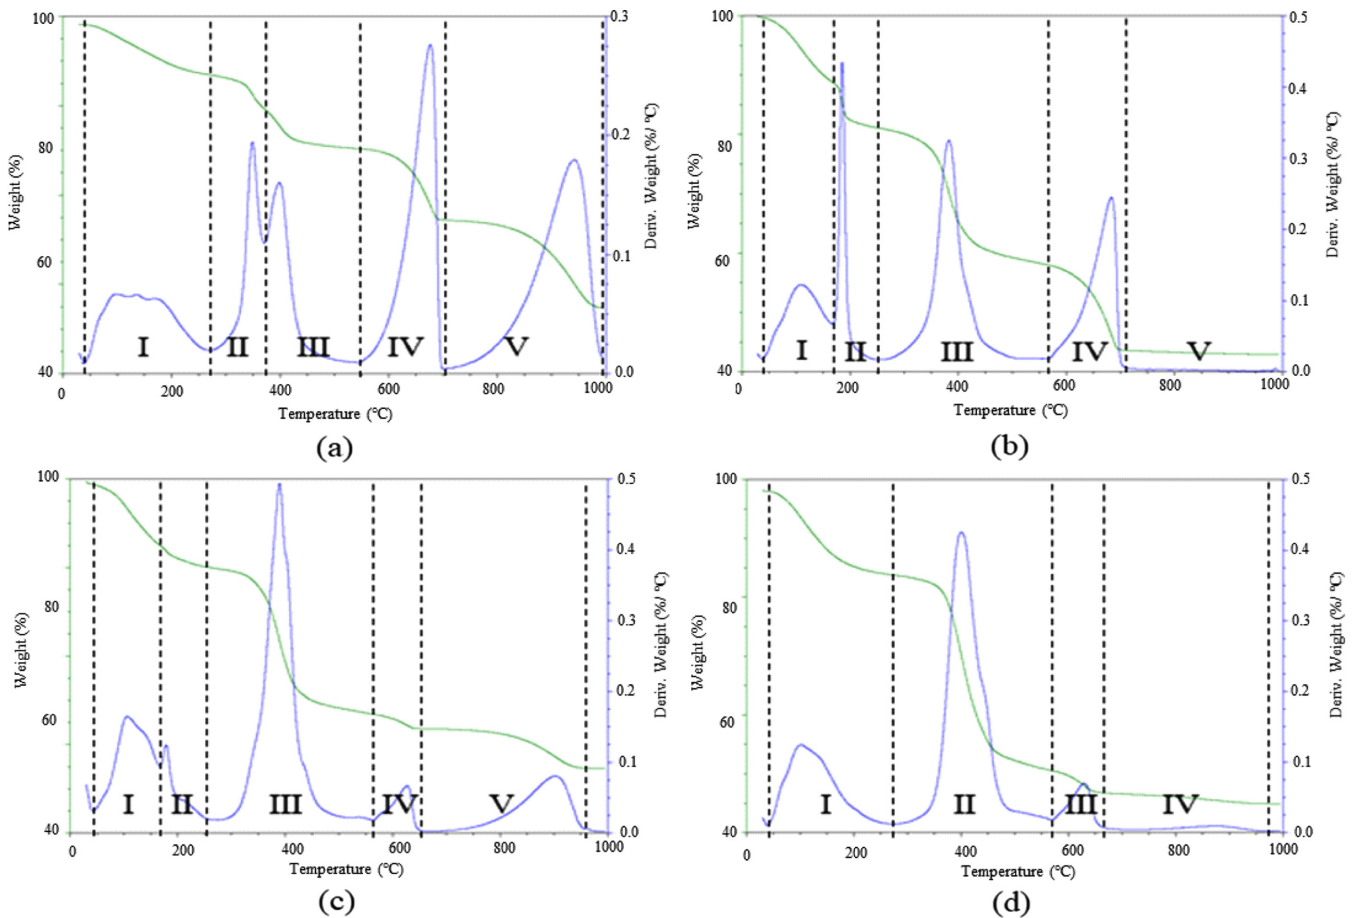 100
80
60
40
Weight (%)
0.3
0.2
0.1
0.0
Deriv. Weight (%/ °C)
I
II
III
IV
V
0
200
400
600
800
1000
Temperature (℃)
(a)
100
80
60
40
Weight (%)
0.5
0.4
0.3
0.2
0.1
0.0
Deriv. Weight (%/ °C)
I
II
III
IV
V
0
200
400
600
800
1000
Temperature (℃)
(b)
100
80
60
40
Weight (%)
0.5
0.4
0.3
0.2
0.1
0.0
Deriv. Weight (%/ °C)
I
II
III
IV
V
0
200
400
600
800
1000
Temperature (℃)
(c)
100
80
60
40
Weight (%)
0.5
0.4
0.3
0.2
0.1
0.0
Deriv. Weight (%/ °C)
I
II
III
IV
0
200
400
600
800
1000
Temperature (℃)
(d)